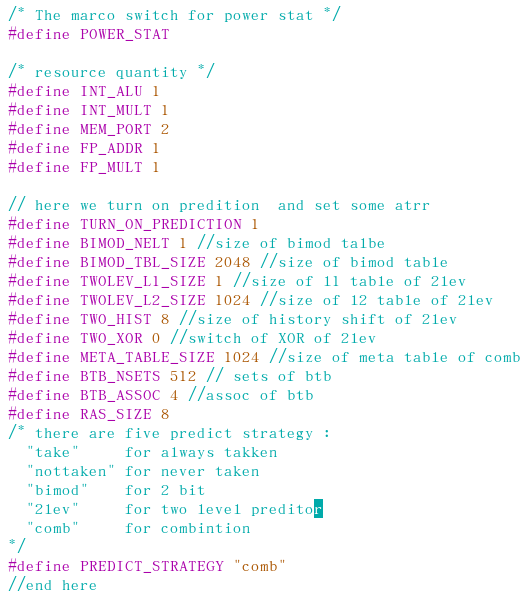 /* The marco switch for power stat */
#define POWER_STAT
/* resource quantity */
#define INT_ALU 1
#define INT_MULT 1
#define MEM_PORT 2
#define FP_ADDR 1
#define FP_MULT 1
// here we turn on predition  and set some atrr
#define TURN_ON_PREDICTION 1
#define BIMOD_NELT 1 //size of bimod talbe
#define BIMOD_TBL_SIZE 2048 //size of bimod table
#define TWOLEV_L1_SIZE 1 //size of l1 table of 2lev
#define TWOLEV_L2_SIZE 1024 //size of l2 table of 2lev
#define TWO_HIST 8 //size of history shift of 2lev
#define TWO_XOR 0 //switch of XOR of 2lev
#define META_TABLE_SIZE 1024 //size of meta table of comb
#define BTB_NSETS 512 // sets of btb
#define BTB_ASSOC 4 //assoc of btb
#define RAS_SIZE 8
/* there are five predict strategy :
  "take"     for always takken
  "nottaken" for never taken
  "bimod"    for 2 bit
  "2lev"     for two level preditor
  "comb"     for combintion
*/
#define PREDICT_STRATEGY "comb"
//end here